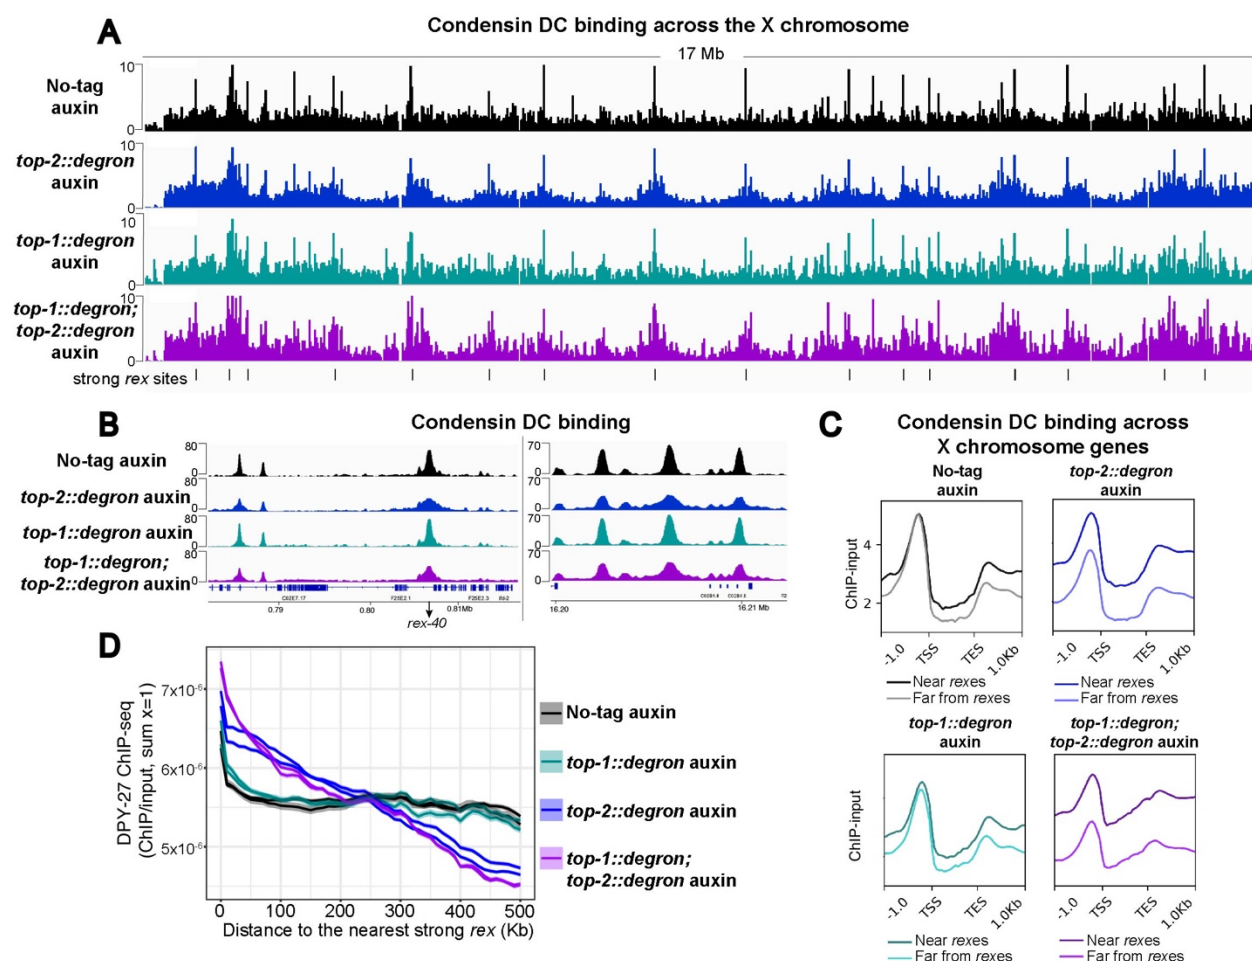 A
Condensin DC binding across the X chromosome
17 Mb
No-tag
auxin
10
0
top-2::degron
auxin
10
0
top-1::degron
auxin
10
0
top-1::degron;
top-2::degron
auxin
10
0
strong rex sites
B
Condensin DC binding
No-tag auxin
80
0
70
0
top-2::degron auxin
80
0
70
0
top-1::degron auxin
80
0
70
0
top-1::degron;
top-2::degron auxin
80
0
70
0
C02E7.17
F25E2.1
F25E2.3
0.79
0.80
0.81Mb
rex-40
16.20
16.21 Mb
C
Condensin DC binding across
X chromosome genes
No-tag
auxin
top-2::degron
auxin
ChIP-input
4
2
-1.0
TSS
TES
1.0Kb
-1.0
TSS
TES
1.0Kb
Near rexes
Far from rexes
Near rexes
Far from rexes
top-1::degron
auxin
top-1::degron;
top-2::degron auxin
ChIP-input
-1.0
TSS
TES
1.0Kb
-1.0
TSS
TES
1.0Kb
Near rexes
Far from rexes
Near rexes
Far from rexes
D
DPY-27 ChIP-seq
(ChIP/input, sum x=1)
7x10-6
6x10-6
5x10-6
0
100
200
300
400
500
Distance to the nearest strong rex (Kb)
No-tag auxin
top-1::degron auxin
top-2::degron auxin
top-1::degron;
top-2::degron auxin